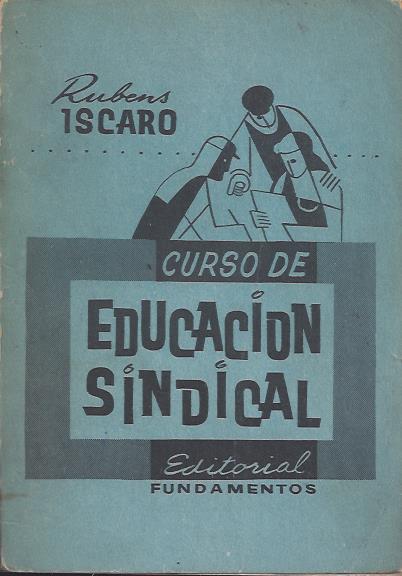 Rubens
ISCARO
CURSO DE
EDUCACION
SINDICAL
Editorial
FUNDAMENTOS